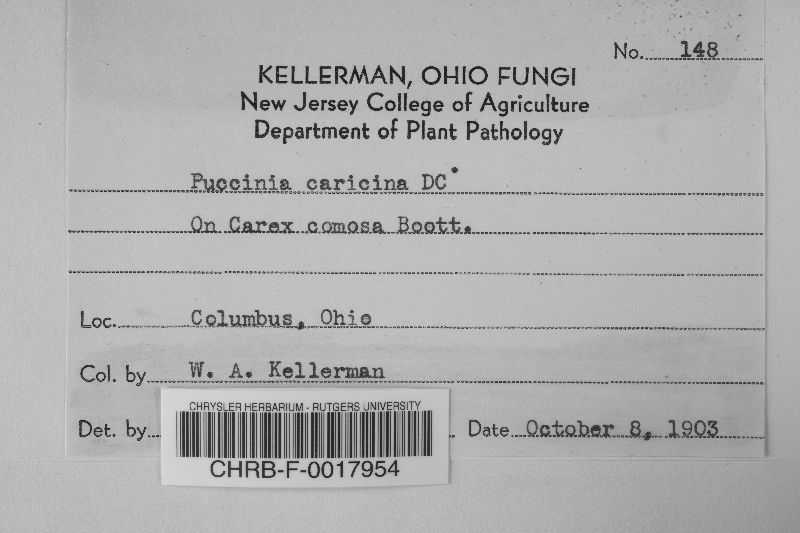 No. 148
KELLERMAN, OHIO FUNGI
New Jersey College of Agriculture
Department of Plant Pathology
Puccinia caricina DC.
On Carex comosa Boott.
Loc. Columbus, Ohio
Col. by W. A. Kellerman
Det. by Date October 8, 1903
CHRYSLER HERBARIUM - RUTGERS UNIVERSITY
CHRB-F-0017954